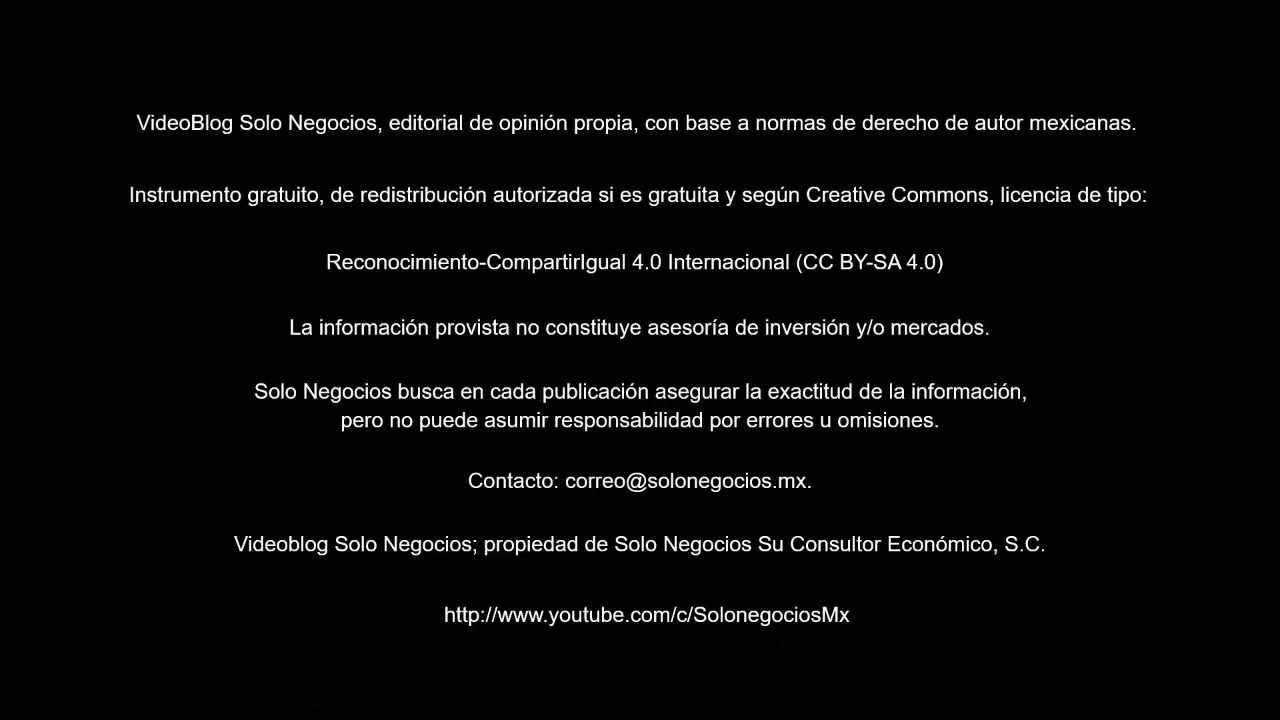 VideoBlog Solo Negocios, editorial de opinión propia, con base a normas de derecho de autor mexicanas.
Instrumento gratuito, de redistribución autorizada si es gratuita y según Creative Commons, licencia de tipo:
Reconocimiento-CompartirIgual 4.0 Internacional (CC BY-SA 4.0)
La información provista no constituye asesoría de inversión y/o mercados.
Solo Negocios busca en cada publicación asegurar la exactitud de la información,
pero no puede asumir responsabilidad por errores u omisiones.
Contacto: correo@solonegocios.mx.
Videoblog Solo Negocios; propiedad de Solo Negocios Su Consultor Económico, S.C.
http://www.youtube.com/c/SolonegociosMx